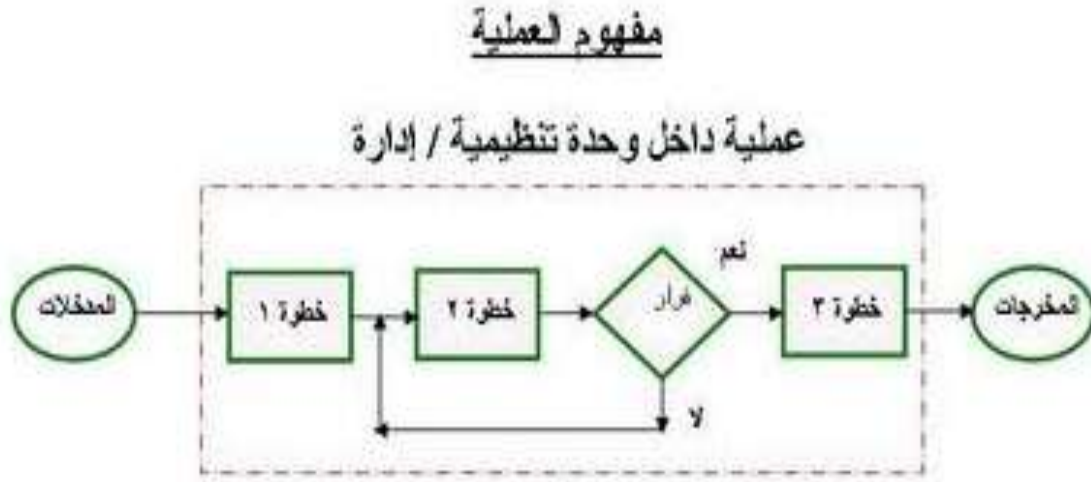 مفهوم العملية
عملية داخل وحدة تنظيمية / إدارة
المدخلات
خطوة ١
خطوة ٢
قرار
نعم
لا
خطوة ٣
المخرجات